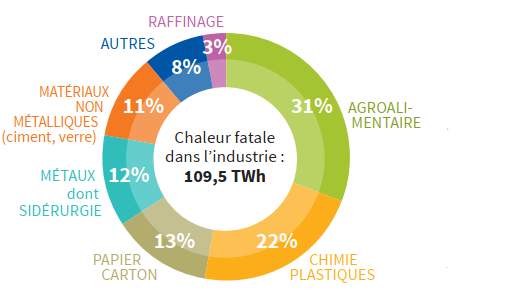 RAFFINAGE
3%
AUTRES
8%
MATÉRIAUX
NON
MÉTALLIQUES
(ciment, verre)
11%
31%
AGROALI-
MENTAIRE
Chaleur fatale
dans l'industrie :
109,5 TWh
MÉTAUX
dont
SIDÉRURGIE
12%
13%
PAPIER
CARTON
22%
CHIMIE
PLASTIQUES